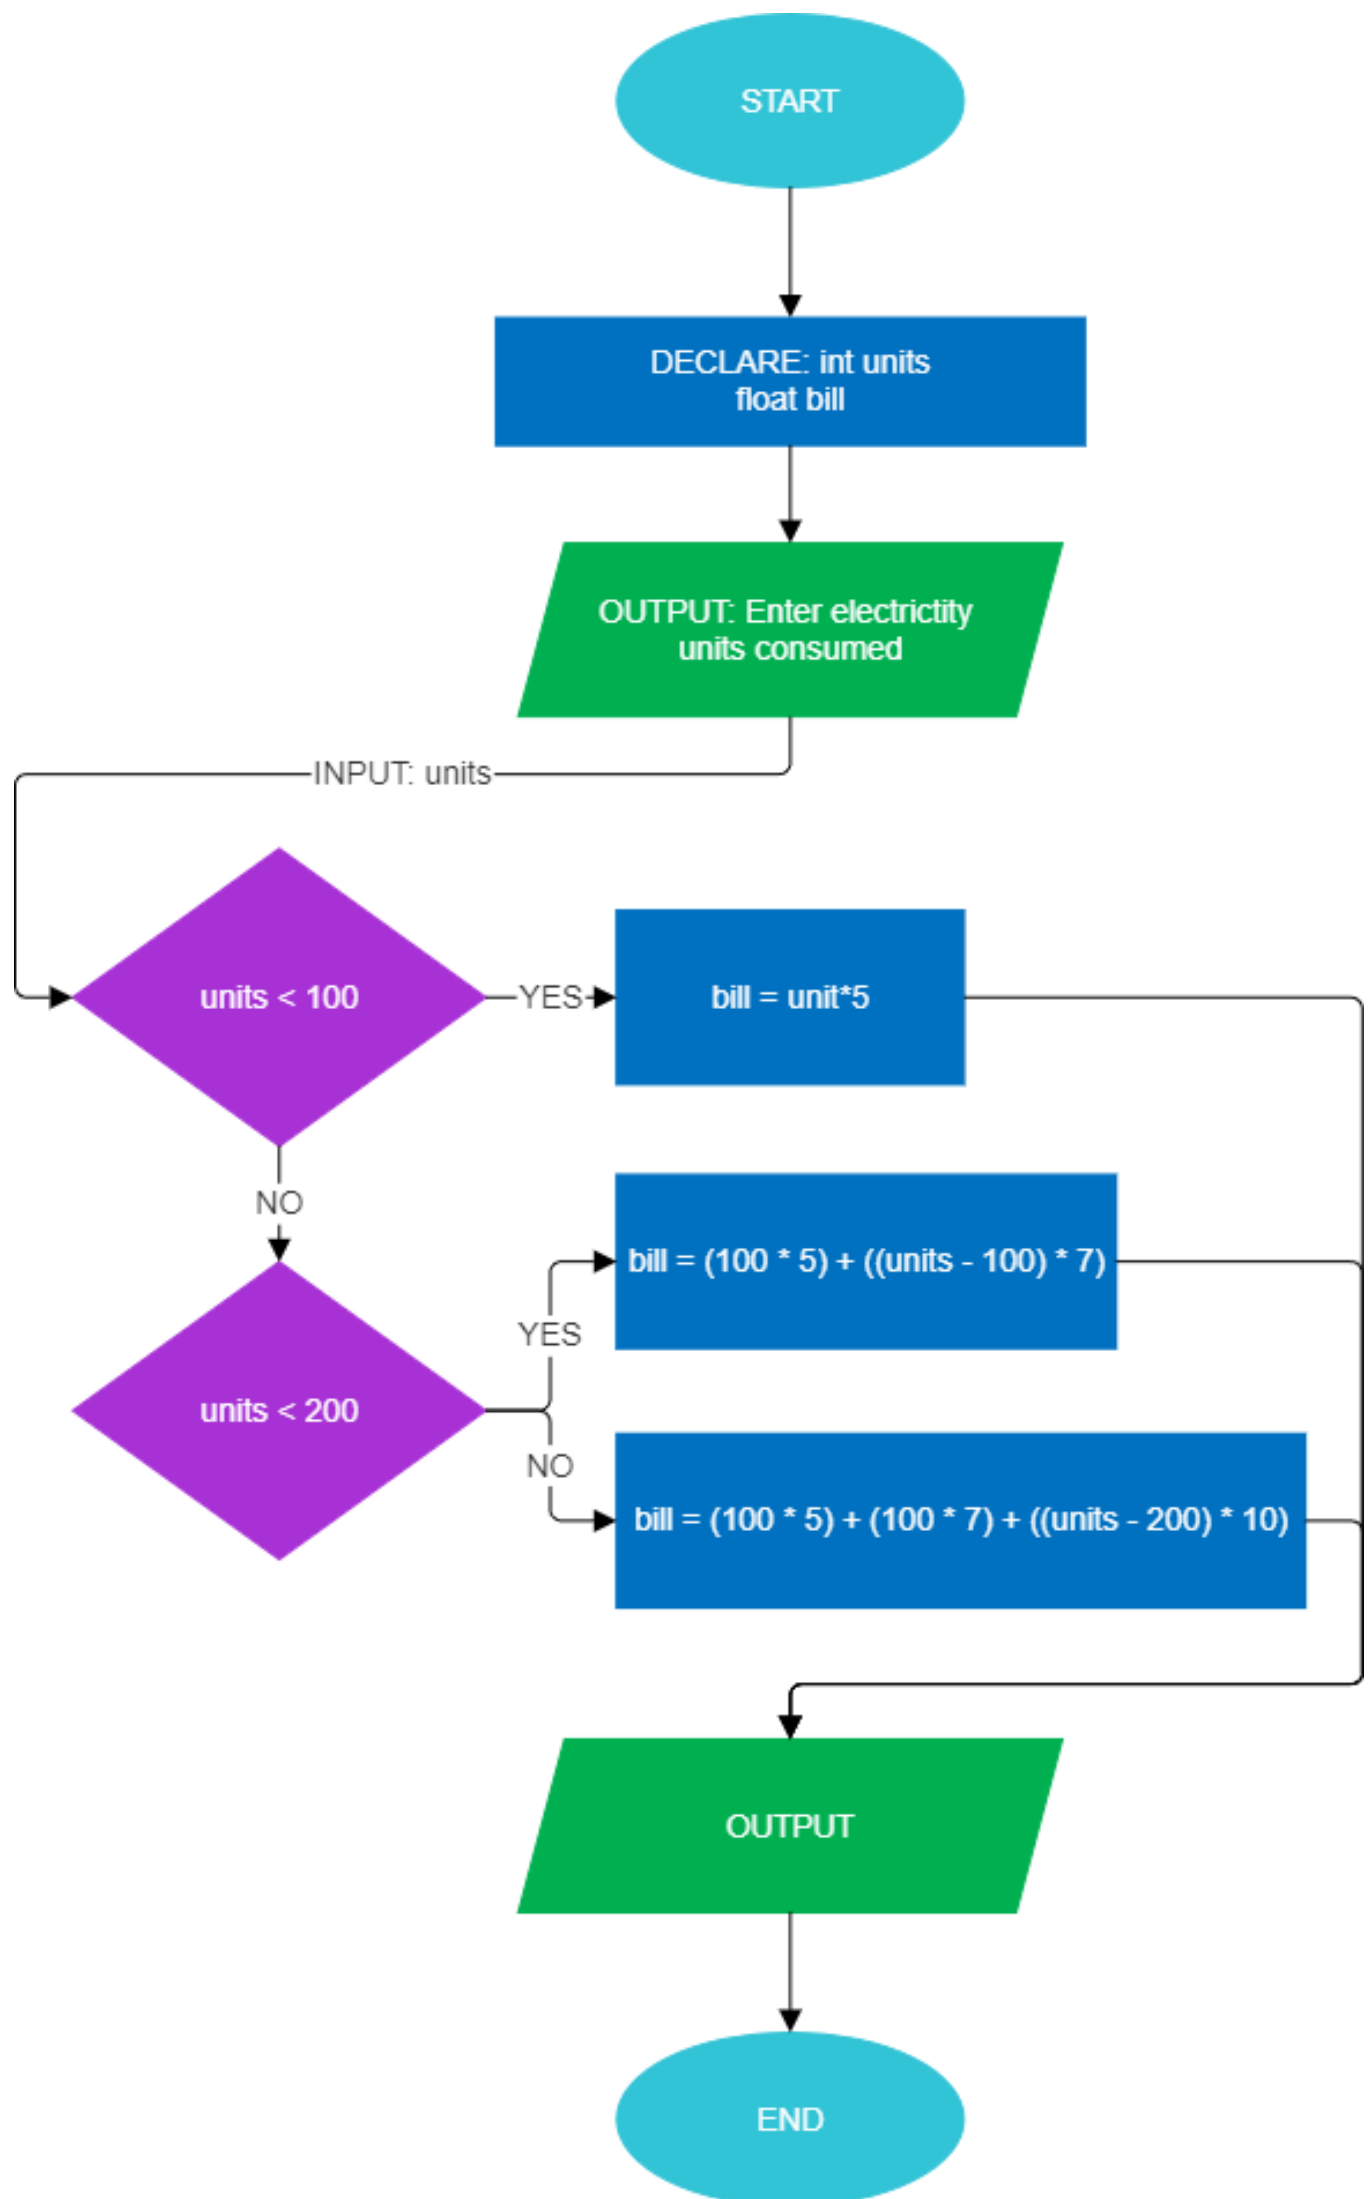 START
DECLARE: int units
float bill
OUTPUT: Enter electrictity
units consumed
INPUT: units
units < 100
YES
bill = unit*5
NO
bill = (100 * 5) + ((units - 100) * 7)
YES
units < 200
NO
bill = (100 * 5) + (100 * 7) + ((units - 200) * 10)
OUTPUT
END